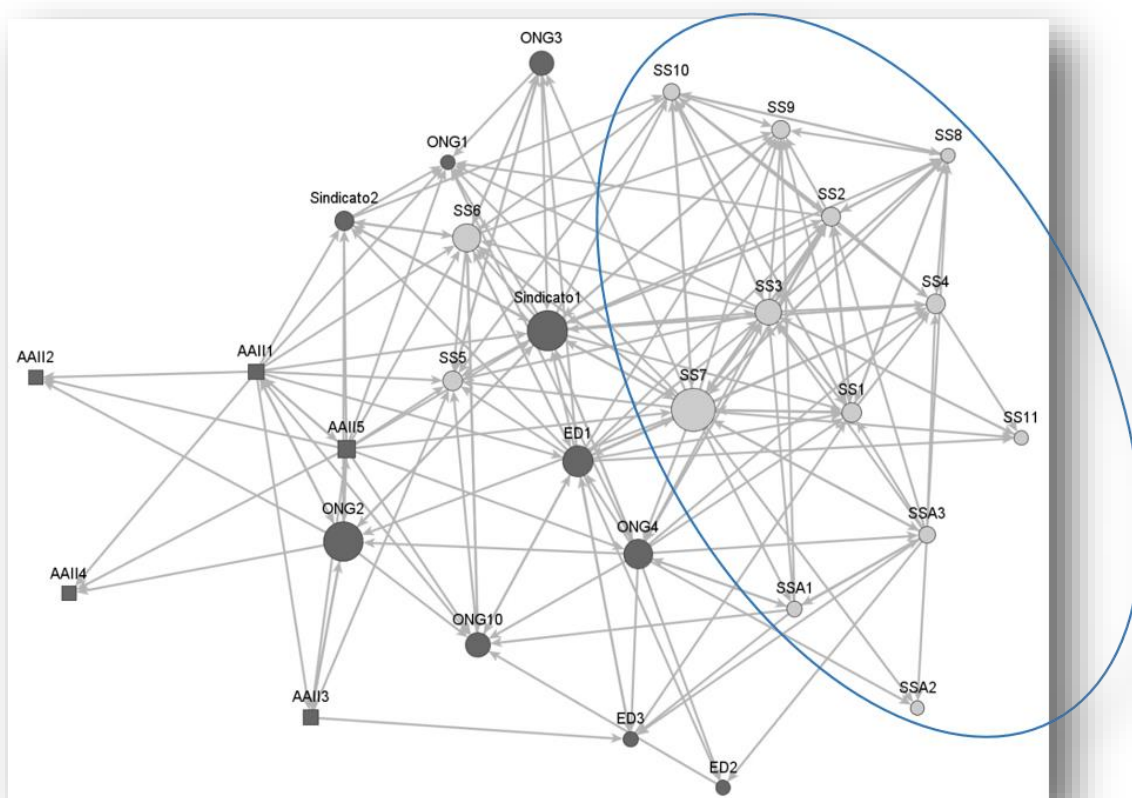 ONG3
SS10
SS9
SS8
ONG1
Sindicato2
SS6
SS2
SS3
SS4
Sindicato1
AAII2
AAII1
SS5
SS7
SS1
SS11
AAII5
ED1
ONG2
ONG4
SSA3
AAII4
SSA1
ONG10
SSA2
AAII3
ED3
ED2